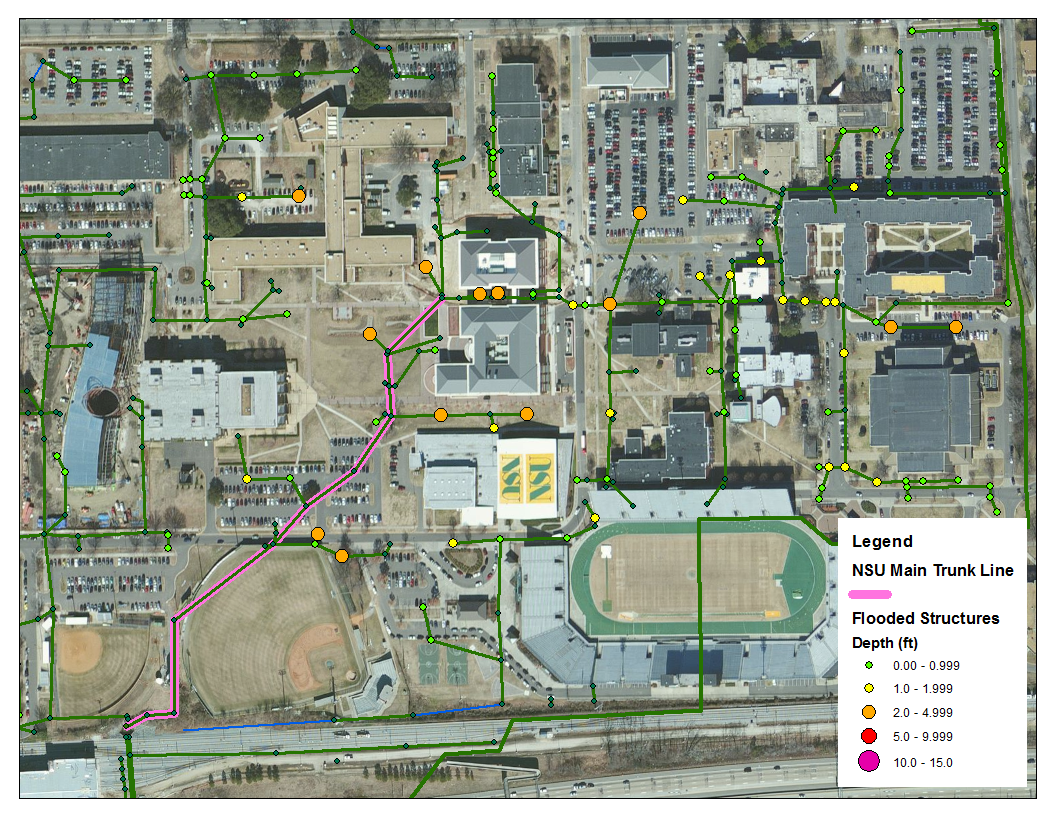 NSU
NSU
Legend
NSU Main Trunk Line
Flooded Structures
Depth (ft)
0.00 - 0.999
1.0 - 1.999
2.0 - 4.999
5.0 - 9.999
10.0 - 15.0